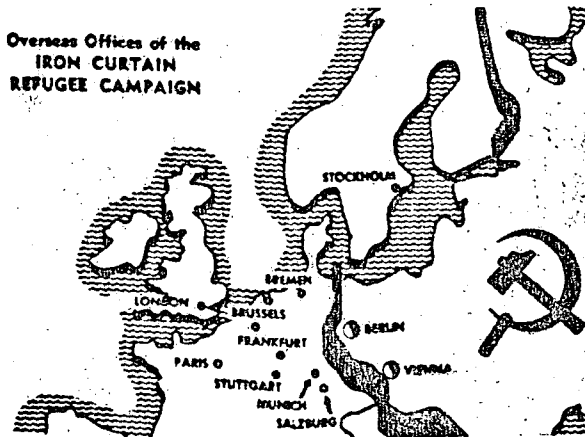 Overseas Offices of the
IRON CURTAIN
REFUGEE CAMPAIGN
STOCKHOLM
BREMEN
LONDON
BRUSSELS
BERLIN
FRANKFURT
PARIS
VIENNA
STUTTGART
MUNICH
SALZBURG